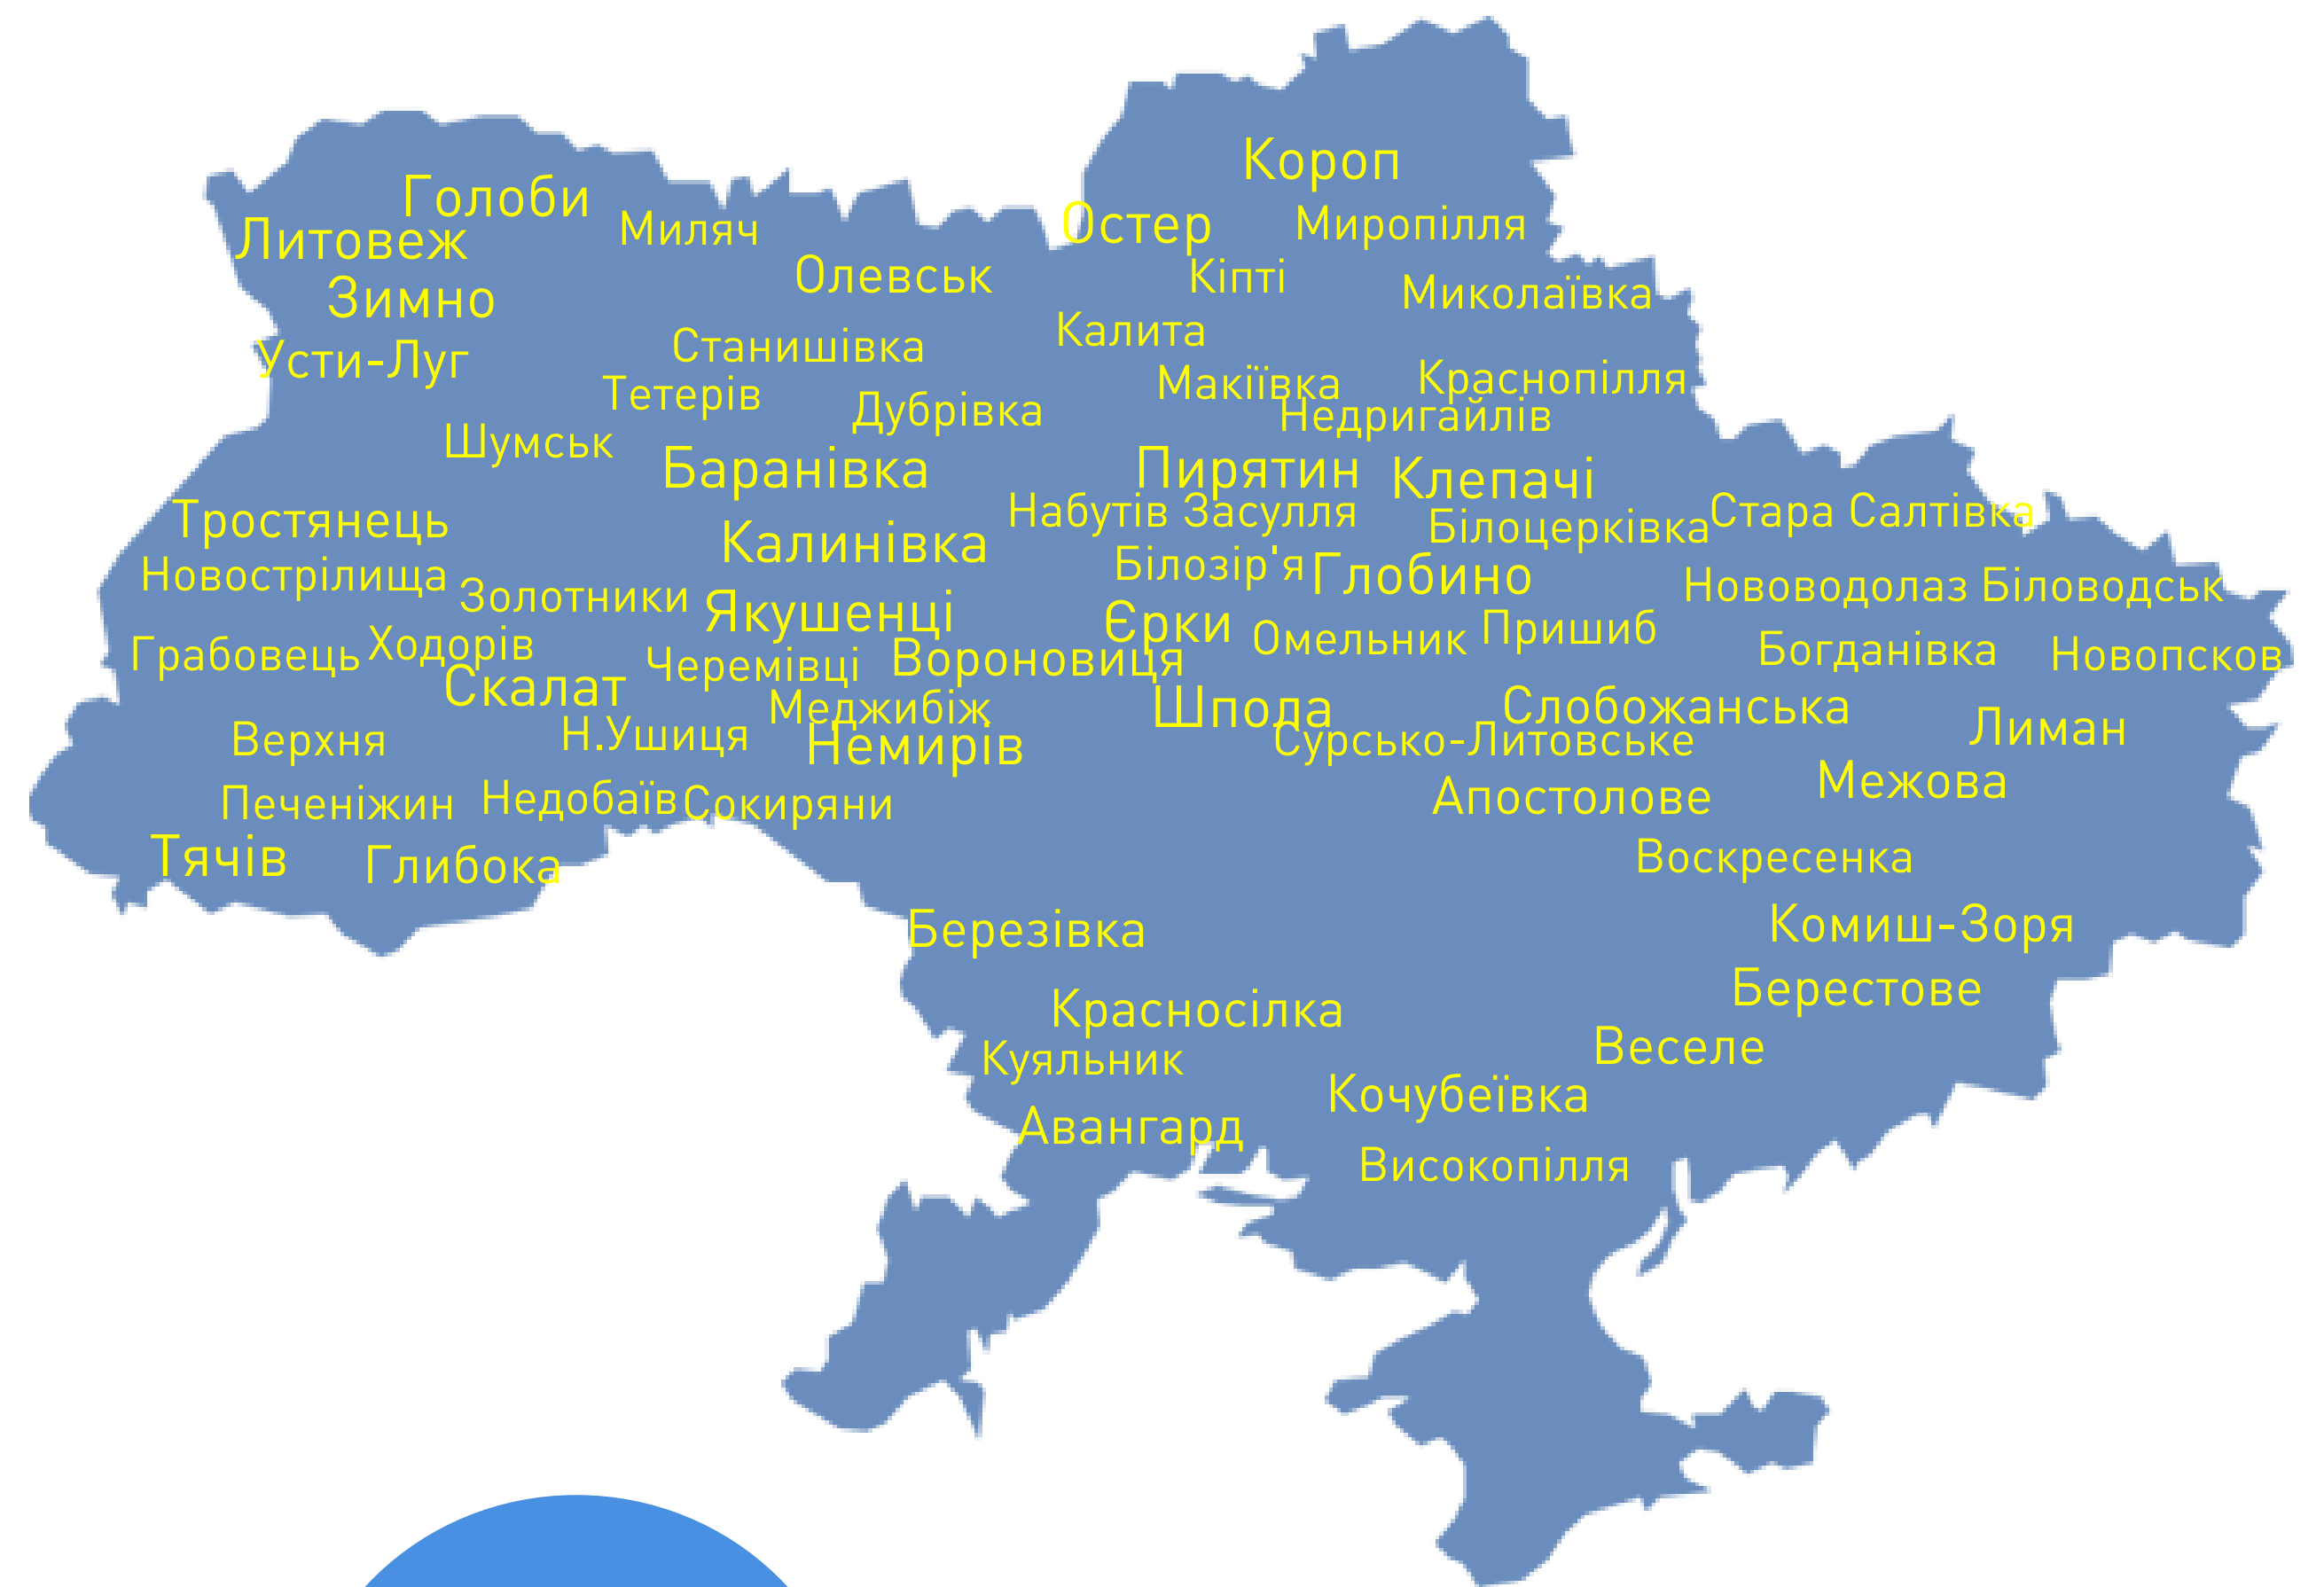 Короп
Голоби
Остер
Миропілля
Миляч
Литовеж
Олевськ
Кіпті
Миколаївка
Зимно
Калита
Станишівка
Усти-Луг
Макіївка
Краснопілля
Тетерів
Дубрівка
Недригайлів
Шумськ
Баранівка
Пирятин
Клепачі
Набутів Засулля
Стара Салтівка
Тростянець
Білоцерківка
Калинівка
Білозір'я
Глобино
Новострілища
Нововодолаз Біловодськ
Золотники
Якушенці
Єрки
Омельник
Пришиб
Ходорів
Грабовець
Богданівка
Новопсков
Черемівці
Вороновиця
Скалат
Меджибіж
Шпола
Слобожанська
Лиман
Н.Ушиця
Верхня
Немирів
Сурсько-Литовське
Межова
Печеніжин
Недобаїв
Сокиряни
Апостолове
Тячів
Глибока
Воскресенка
Березівка
Комиш-Зоря
Берестове
Красносілка
Веселе
Куяльник
Кочубеївка
Авангард
Високопілля